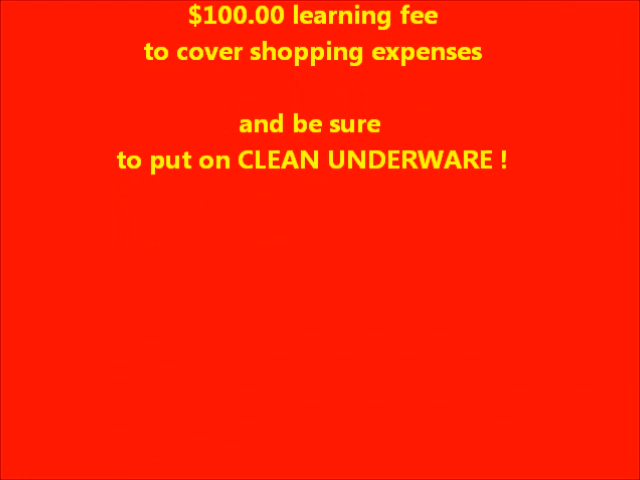 $100.00 learning fee
to cover shopping expenses
and be sure
to put on CLEAN UNDERWARE !